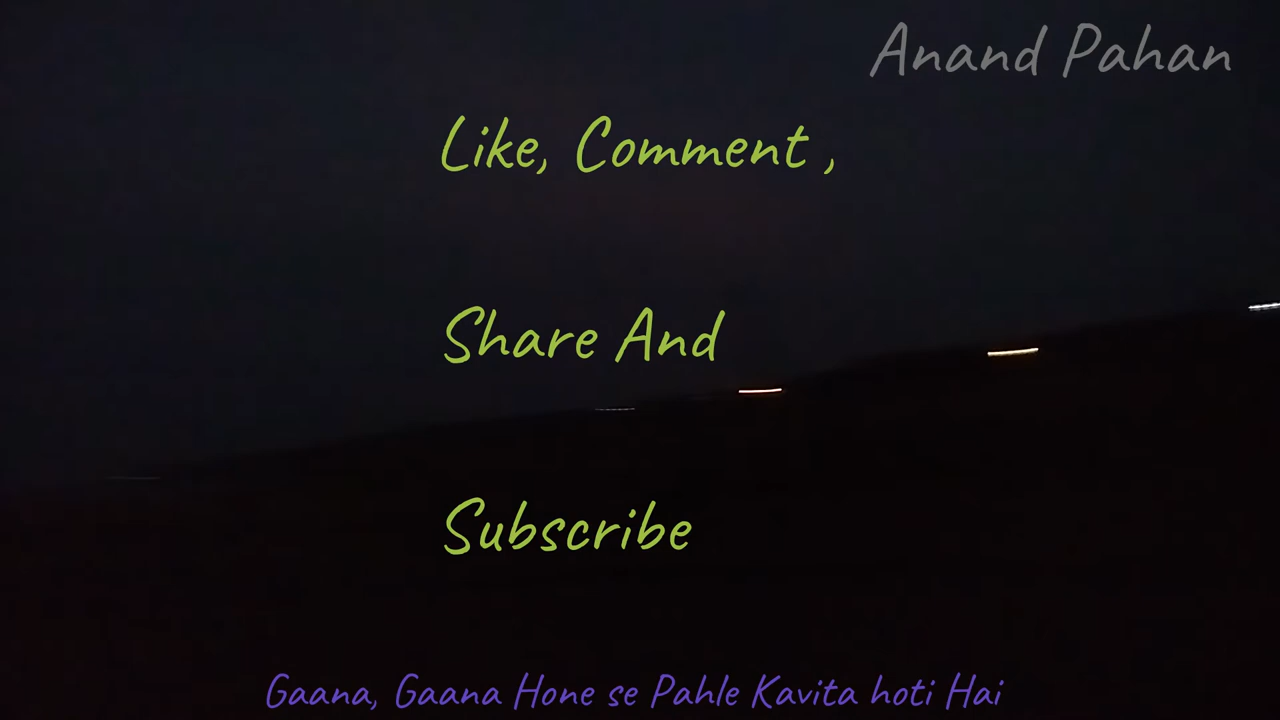 Anand Pahan
Like, Comment ,
Share And
Subscribe
Gaana, Gaana Hone se Pahle Kavita hoti Hai